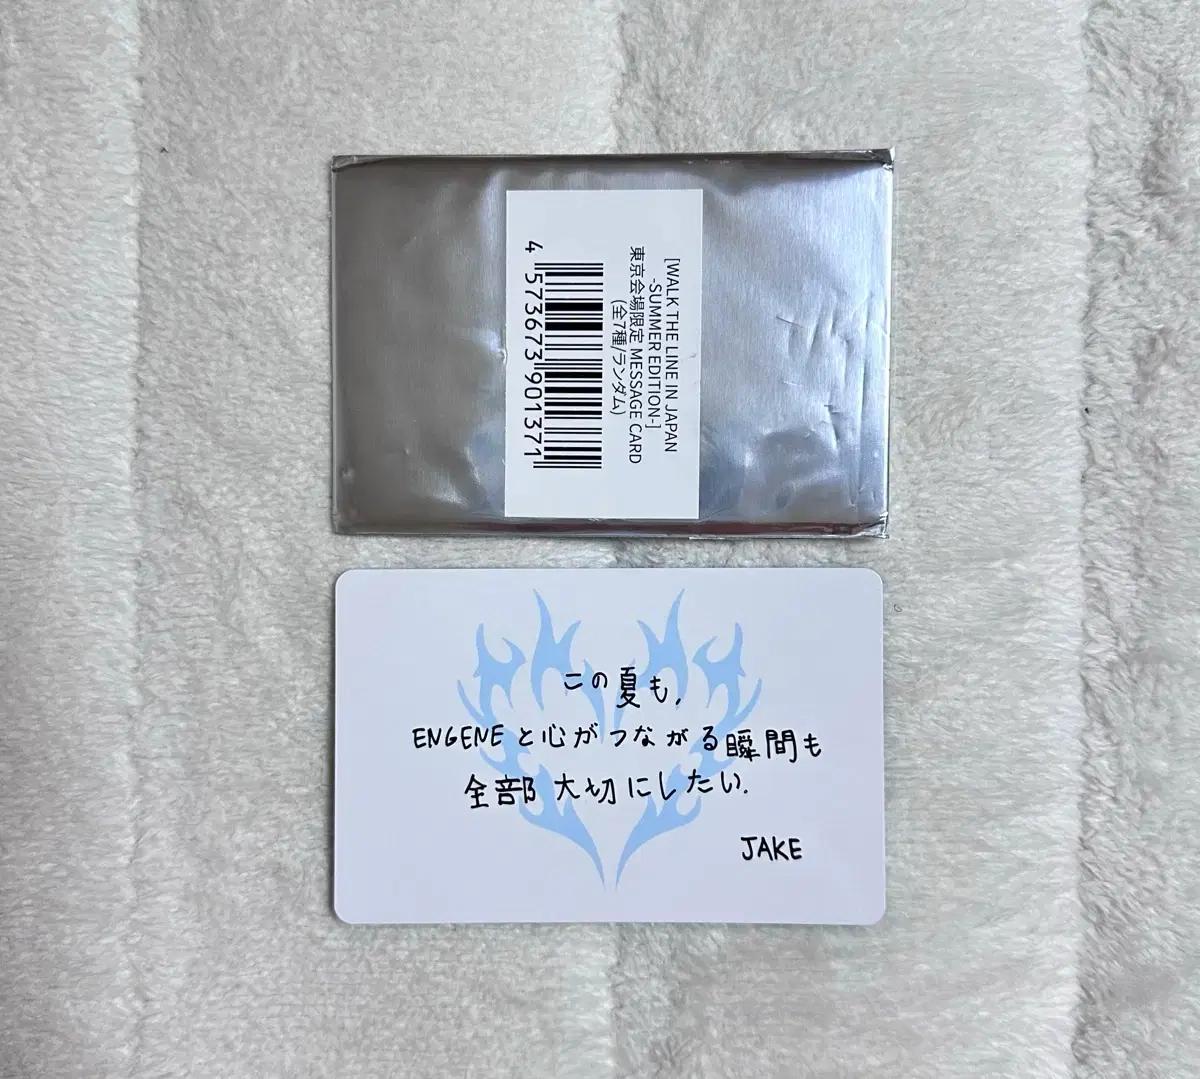 [WALK THE LINE IN JAPAN
-SUMMER EDITION-]
東京会場限定 MESSAGE CARD
(全7種/ランダム)
4 573673 901371
この夏も,
ENGENEと心がつながる瞬間も
全部大切にしたい.
JAKE